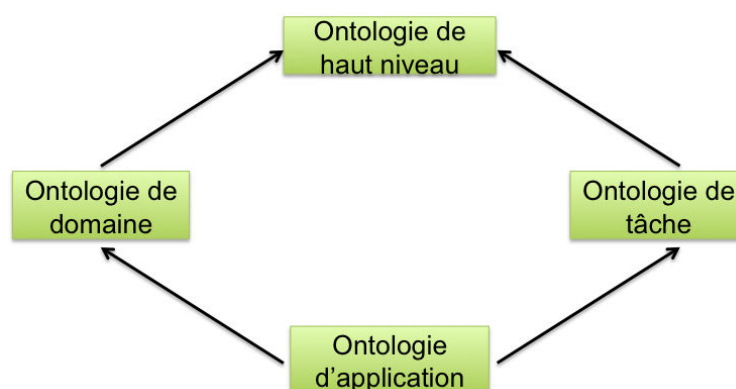 Ontologie de
haut niveau
Ontologie de
domaine
Ontologie de
tâche
Ontologie
d’application